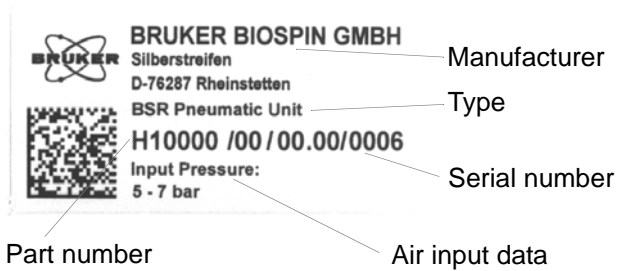 BRUKER BIOSPIN GMBH
BRUKER
Silberstreifen
D-76287 Rheinstetten
BSR Pneumatic Unit
H10000 /00 / 00.00/0006
Input Pressure:
5 - 7 bar
Manufacturer
Type
Serial number
Part number
Air input data